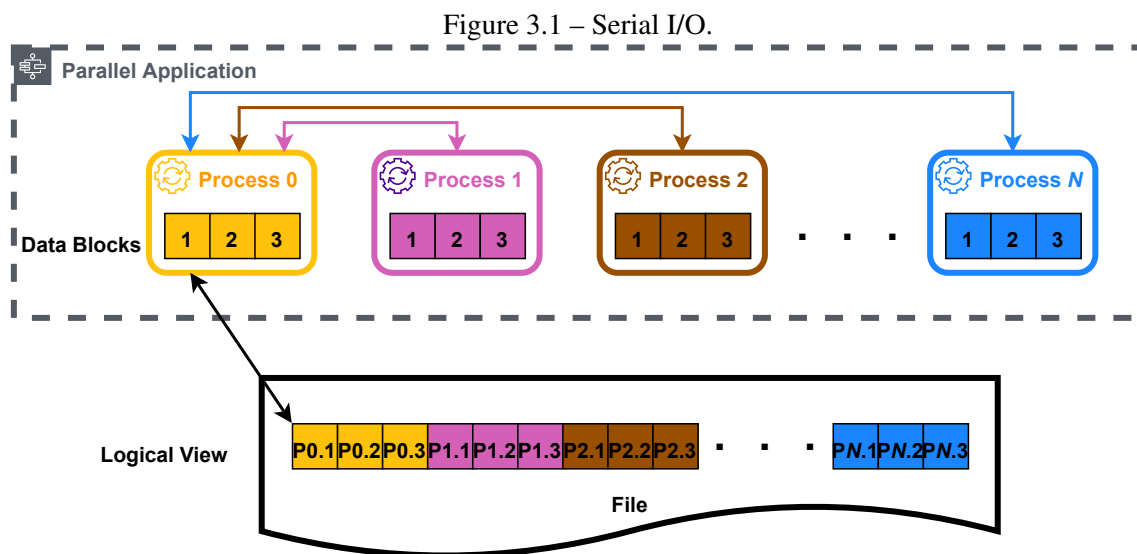 Figure 3.1 – Serial I/O.
Parallel Application
Process 0 Process 1 Process 2 Process N
Data Blocks 1 2 3 1 2 3 1 2 3 . . . 1 2 3
Logical View P0.1 P0.2 P0.3 P1.1 P1.2 P1.3 P2.1 P2.2 P2.3 . . . PN.1 PN.2 PN.3
File